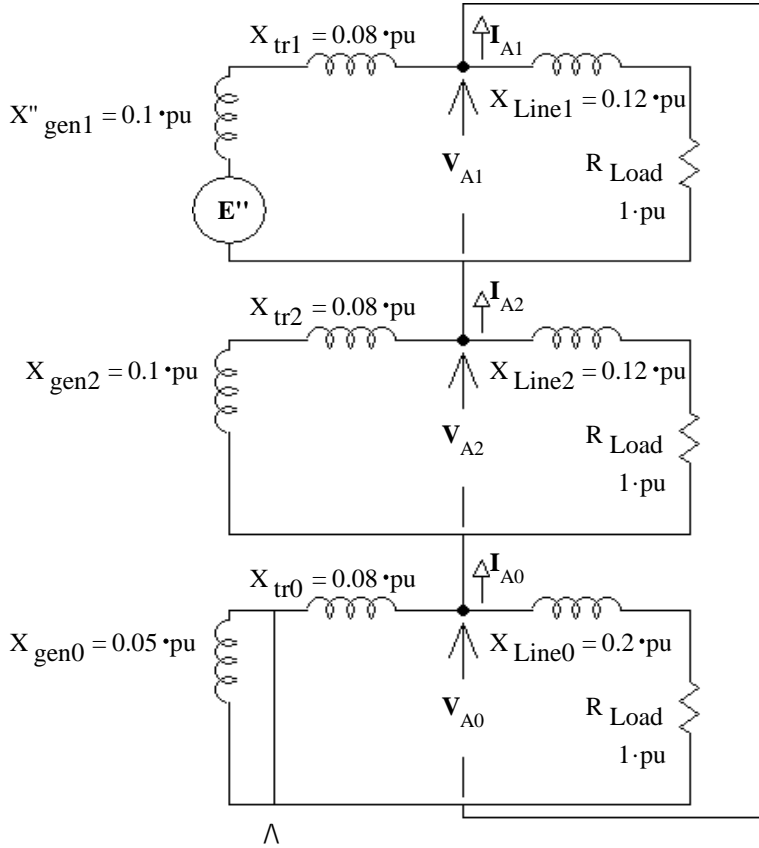 X tr1 = 0.08 •pu
I A1
X" gen1 = 0.1 •pu
X Line1 = 0.12 •pu
V A1
R Load
1·pu
E"
X tr2 = 0.08 •pu
I A2
X gen2 = 0.1 •pu
X Line2 = 0.12 •pu
V A2
R Load
1·pu
X tr0 = 0.08 •pu
I A0
X gen0 = 0.05 •pu
X Line0 = 0.2 •pu
V A0
R Load
1·pu
/\